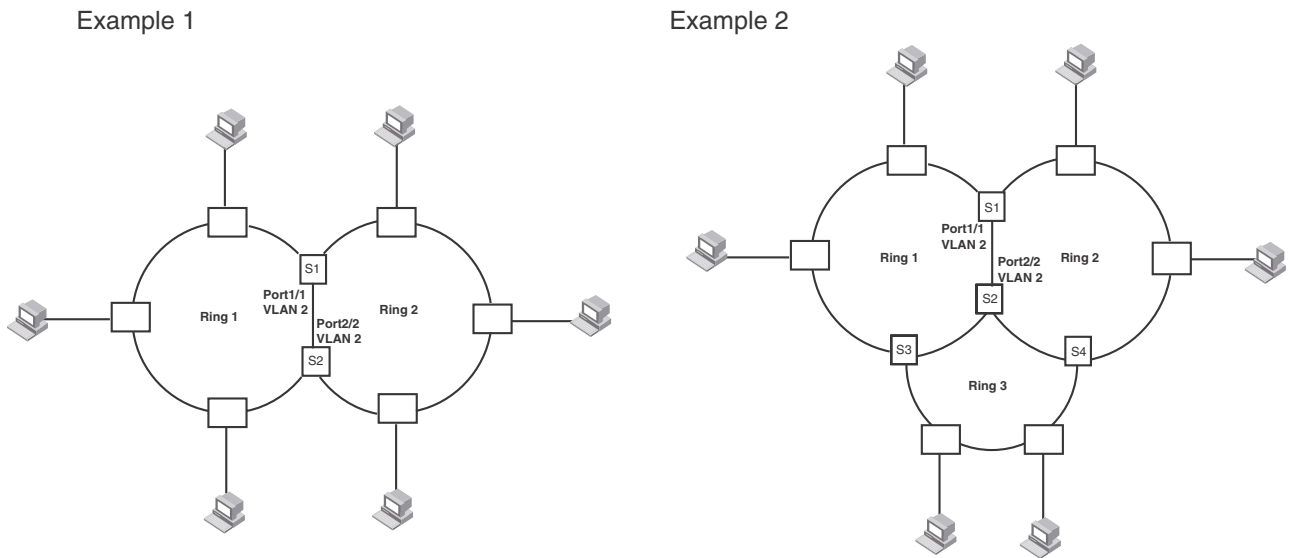 Example 1
S1
Port1/1
VLAN 2
Ring 1
Ring 2
Port2/2
VLAN 2
S2
Example 2
S1
Port1/1
VLAN 2
Ring 1
Ring 2
Port2/2
VLAN 2
S2
S3
S4
Ring 3